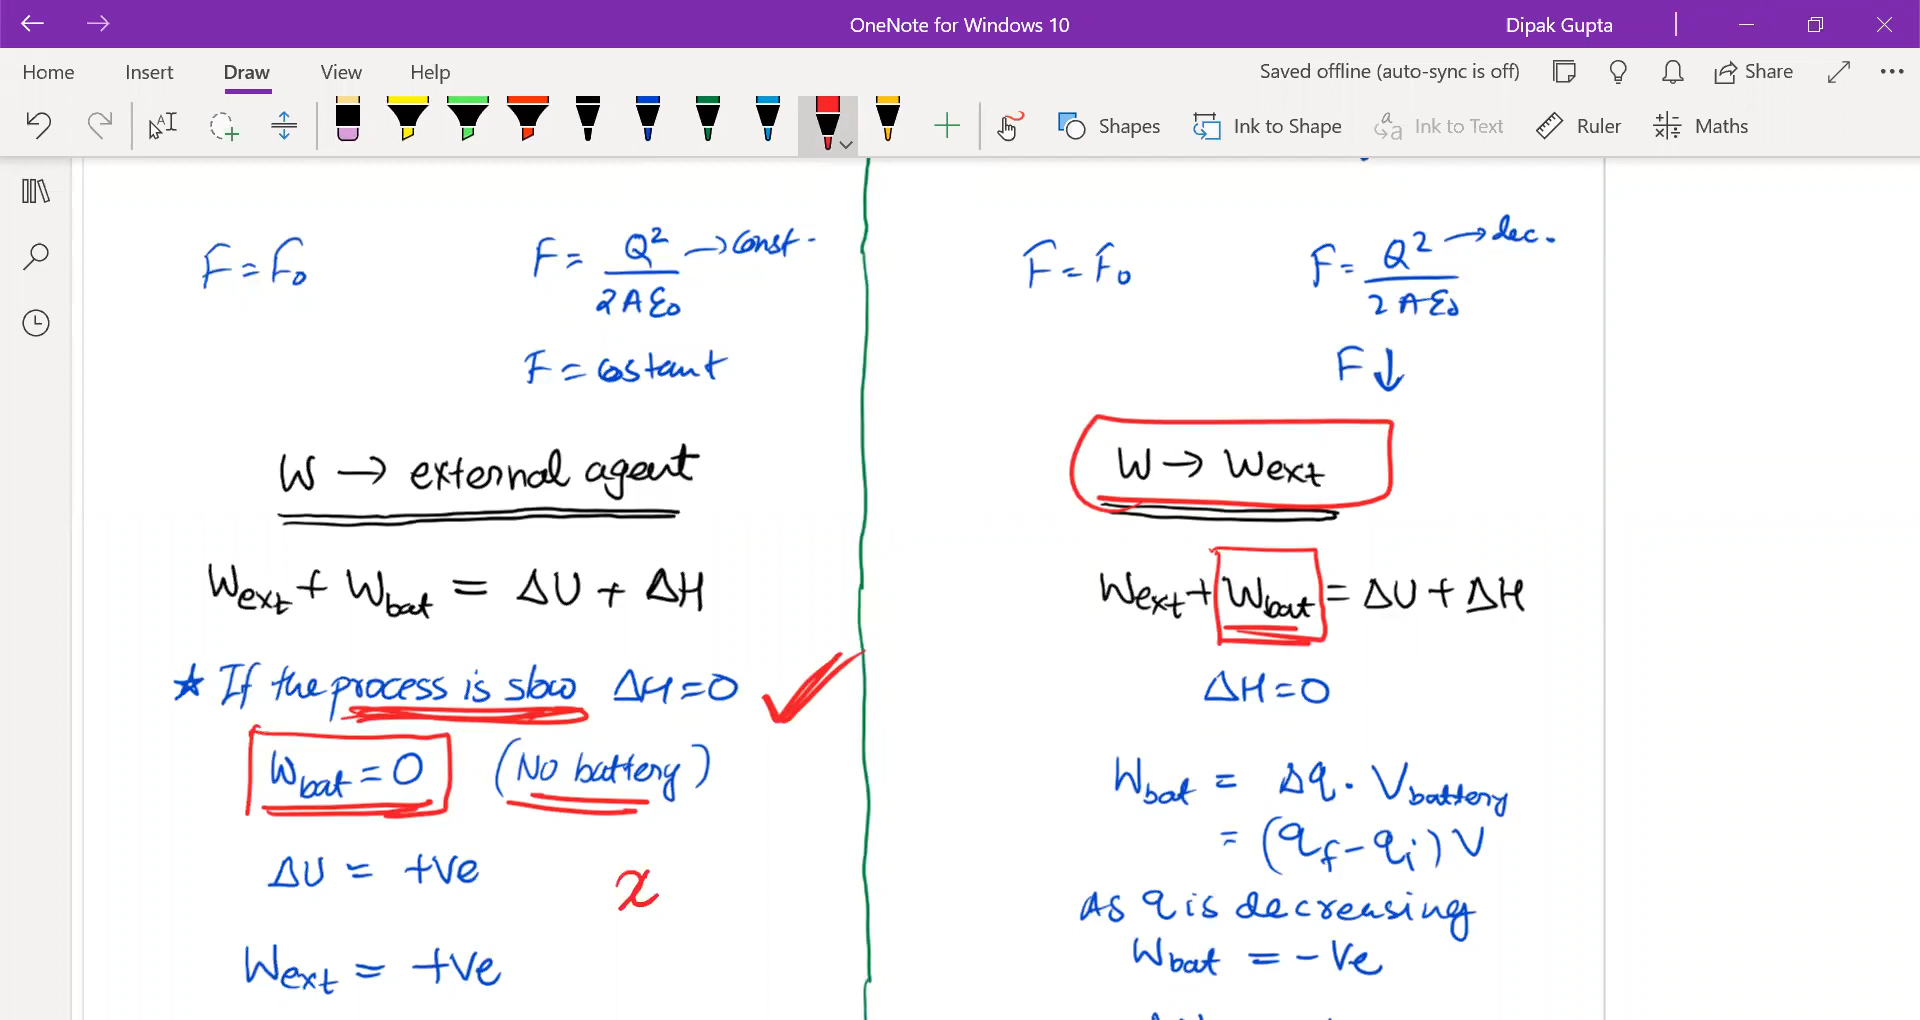 OneNote for Windows 10
Dipak Gupta
Home Insert Draw View Help
Saved offline (auto-sync is off)
Share
Shapes
Ink to Shape
Ink to Text
Ruler
Maths
F = F₀
F = Q² → const.
2Aε₀
F = costant
W → external agent
Wext + Wbat = ΔU + ΔH
★ If the process is slow ΔH = 0
Wbat = 0 (No battery)
ΔU = +ve
x
Wext = +ve
F = F₀
F = Q² → dec.
2Aε₀
F ↓
W → Wext
Wext + Wbat = ΔU + ΔH
ΔH = 0
Wbat = Δq . Vbattery
= (qf - qi) V
As q is decreasing
Wbat = - Ve